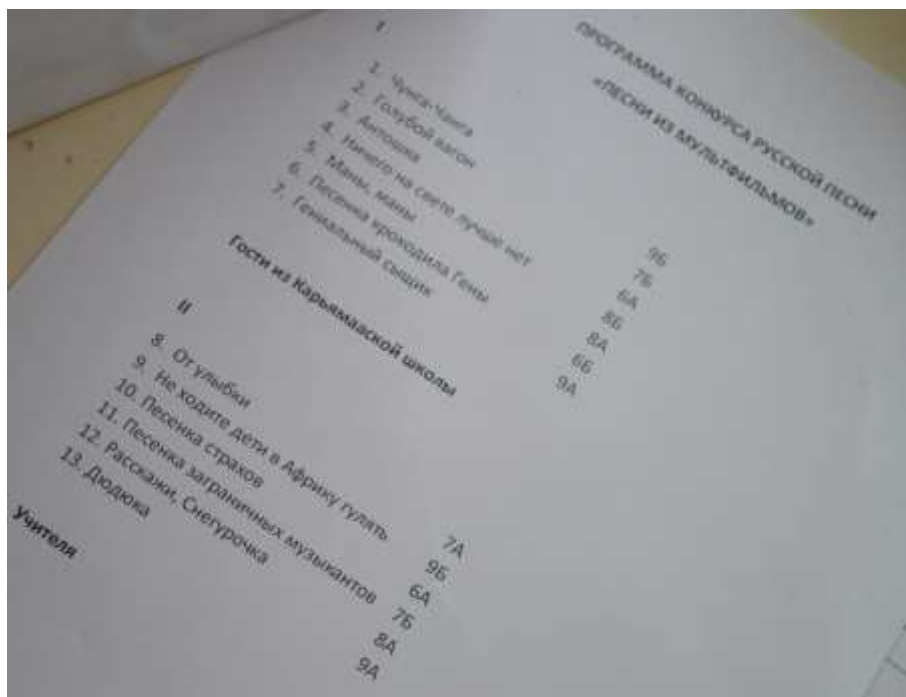 ПРОГРАММА КОНКУРСА РУССКОЙ ПЕСНИ
«ПЕСНИ ИЗ МУЛЬТФИЛЬМОВ»
I
1. Чунга-Чанга 9Б
2. Голубой вагон 7Б
3. Антошка 6А
4. Ничего на свете лучше нет 8Б
5. Маны, маны 8А
6. Песенка крокодила Гены 6Б
7. Гениальный сыщик 9А
Гости из Карьямааской школы
II
8. От улыбки 7А
9. Не ходите дети в Африку гулять 9Б
10. Песенка страхов 6А
11. Песенка заграничных музыкантов 7Б
12. Расскажи, Снегурочка 8А
13. Дюдюка 9А
Учителя